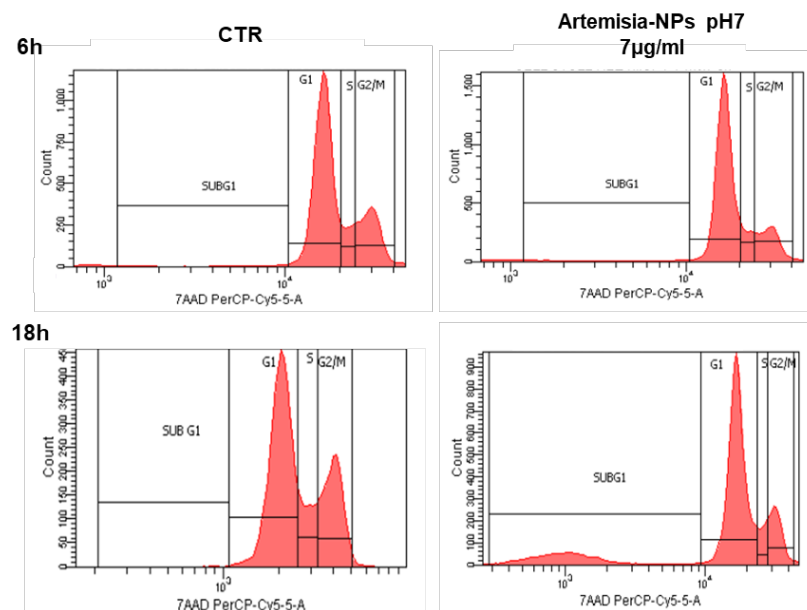 CTR
Artemisia-NPs pH7
7µg/ml
6h
G1 S G2/M
SUBG1
Count
1,000
750
500
250
0
10³ 10⁴
7AAD PerCP-Cy5-5-A
G1 S G2/M
SUBG1
Count
1,500
1,000
500
0
10³ 10⁴
7AAD PerCP-Cy5-5-A
18h
G1 S G2/M
SUB G1
Count
400
350
300
250
200
150
100
50
0
10³
7AAD PerCP-Cy5-5-A
G1 S G2/M
SUBG1
Count
900
800
700
600
500
400
300
200
100
0
10³ 10⁴
7AAD PerCP-Cy5-5-A